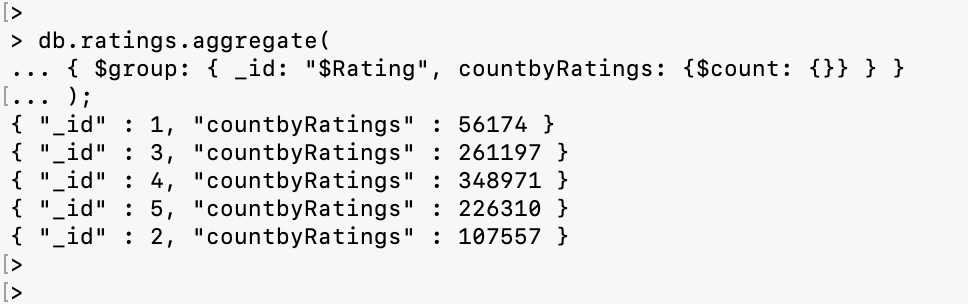 [>
> db.ratings.aggregate(
... { $group: { _id: "$Rating", countbyRatings: {$count: {}} } }
[... );
{ "_id" : 1, "countbyRatings" : 56174 }
{ "_id" : 3, "countbyRatings" : 261197 }
{ "_id" : 4, "countbyRatings" : 348971 }
{ "_id" : 5, "countbyRatings" : 226310 }
{ "_id" : 2, "countbyRatings" : 107557 }
[>
[>